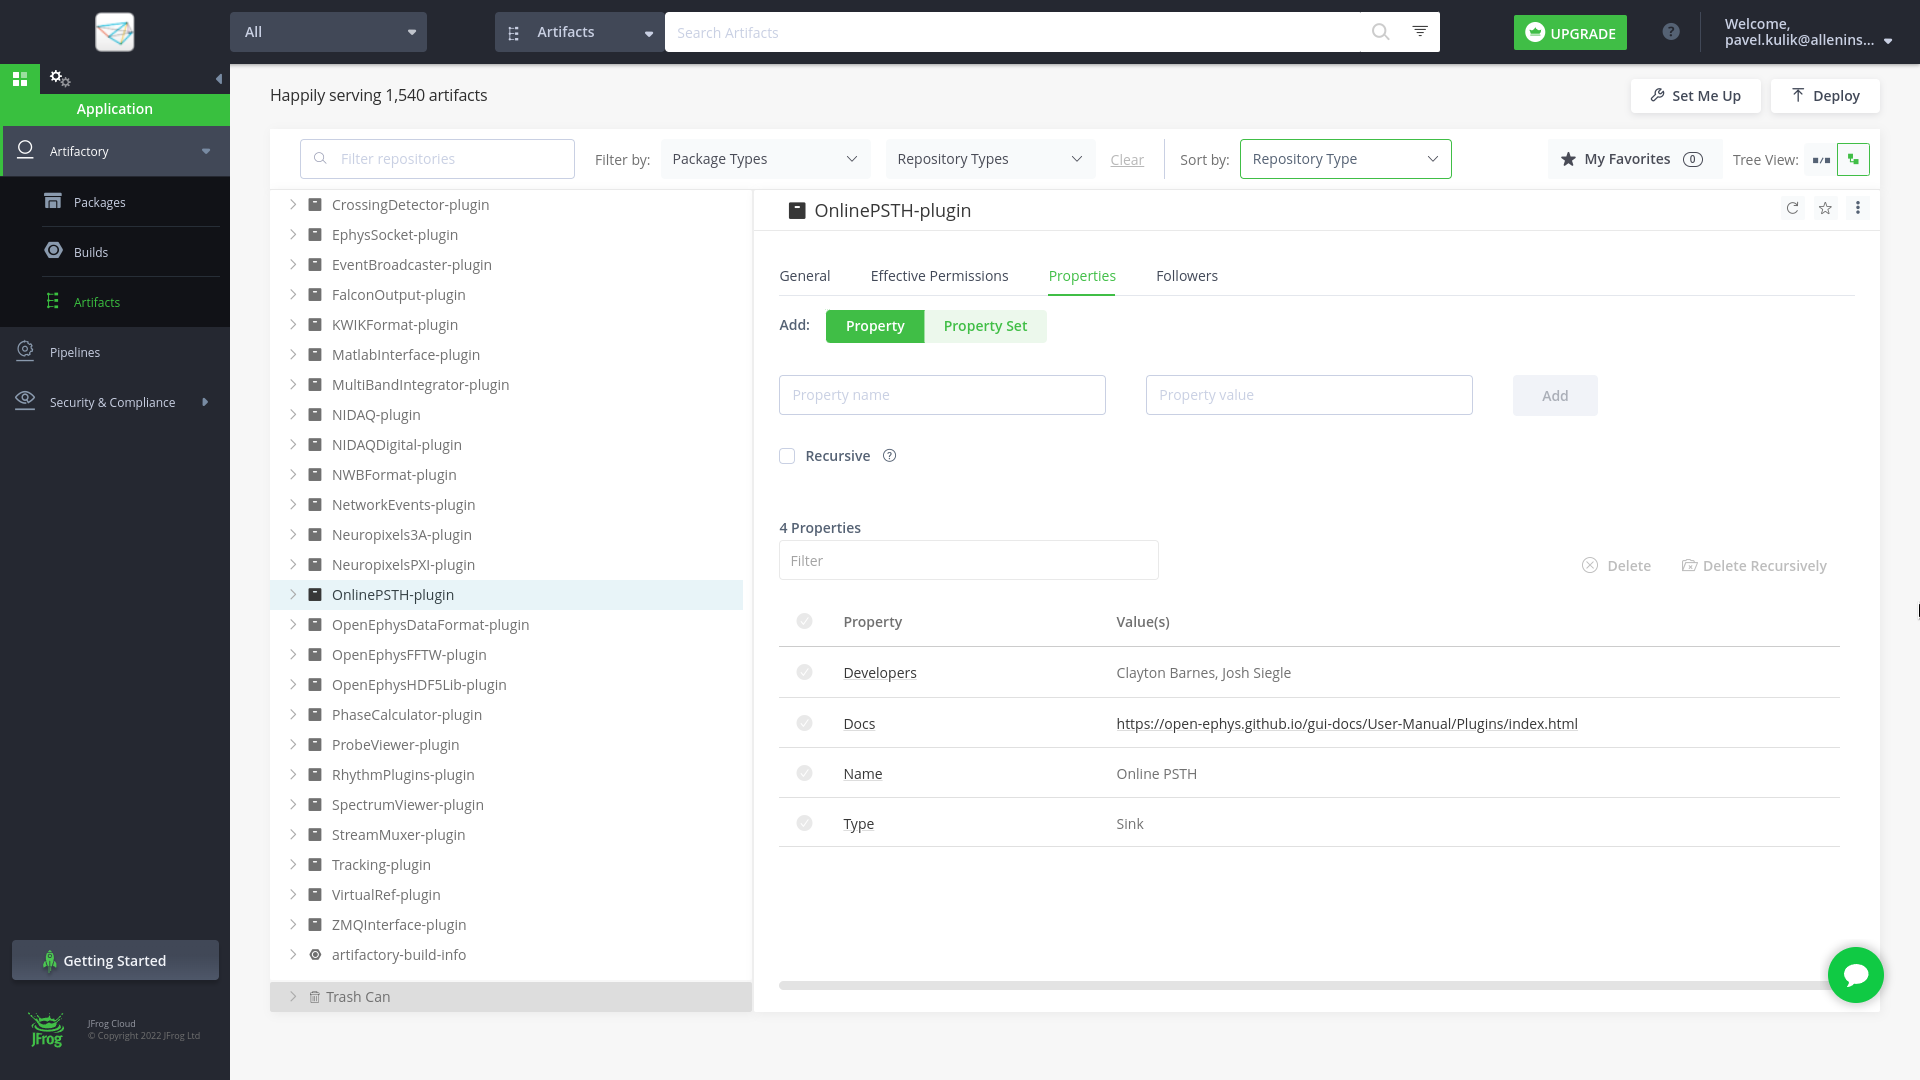 All
Artifacts
Search Artifacts
UPGRADE
?
Welcome,
pavel.kulik@allenins...
Application
Artifactory
Packages
Builds
Artifacts
Pipelines
Security & Compliance
Getting Started
JFrog
JFrog Cloud
© Copyright 2022 JFrog Ltd
Happily serving 1,540 artifacts
Set Me Up
Deploy
Filter repositories
Filter by:
Package Types
Repository Types
Clear
Sort by:
Repository Type
My Favorites
0
Tree View:
CrossingDetector-plugin
EphysSocket-plugin
EventBroadcaster-plugin
FalconOutput-plugin
KWIKFormat-plugin
MatlabInterface-plugin
MultiBandIntegrator-plugin
NIDAQ-plugin
NIDAQDigital-plugin
NWBFormat-plugin
NetworkEvents-plugin
Neuropixels3A-plugin
NeuropixelsPXI-plugin
OnlinePSTH-plugin
OpenEphysDataFormat-plugin
OpenEphysFFTW-plugin
OpenEphysHDF5Lib-plugin
PhaseCalculator-plugin
ProbeViewer-plugin
RhythmPlugins-plugin
SpectrumViewer-plugin
StreamMuxer-plugin
Tracking-plugin
VirtualRef-plugin
ZMQInterface-plugin
artifactory-build-info
Trash Can
OnlinePSTH-plugin
General
Effective Permissions
Properties
Followers
Add:
Property
Property Set
Property name
Property value
Add
Recursive
?
4 Properties
Filter
Delete
Delete Recursively
Property
Value(s)
Developers
Clayton Barnes, Josh Siegle
Docs
https://open-ephys.github.io/gui-docs/User-Manual/Plugins/index.html
Name
Online PSTH
Type
Sink